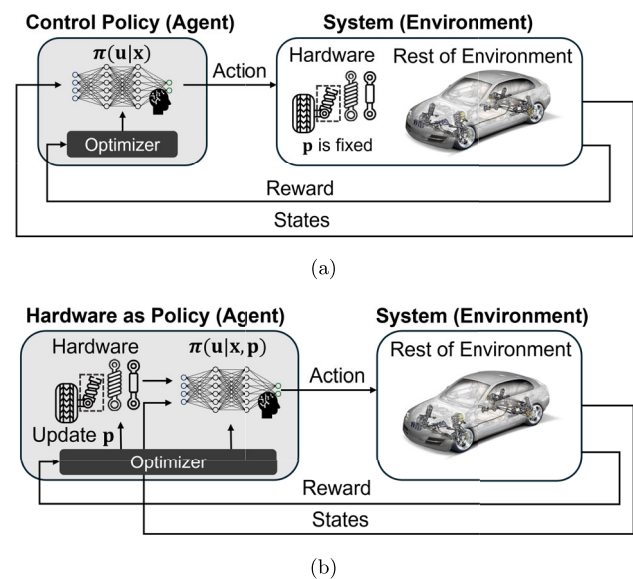 Control Policy (Agent)
System (Environment)
π(u|x)
Action
Hardware
Rest of Environment
Optimizer
p is fixed
Reward
States
(a)
Hardware as Policy (Agent)
System (Environment)
Hardware
π(u|x, p)
Action
Rest of Environment
Update p
Optimizer
Reward
States
(b)